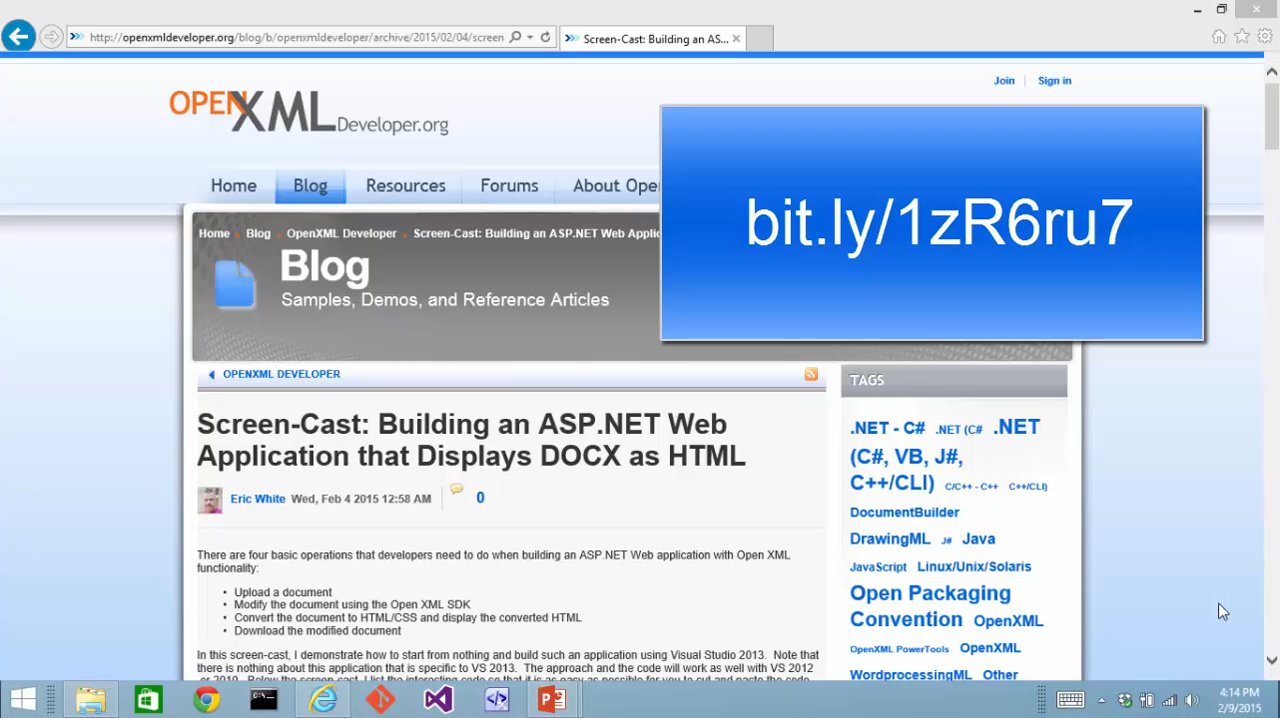 http://openxmldeveloper.org/blog/b/openxmldeveloper/archive/2015/02/04/screen
Screen-Cast: Building an AS...
Join
Sign in
OPENXMLDeveloper.org
Home
Blog
Resources
Forums
About Ope
bit.ly/1zR6ru7
Home Blog OpenXML Developer Screen-Cast: Building an ASP.NET Web Applic
Blog
Samples, Demos, and Reference Articles
OPENXML DEVELOPER
Screen-Cast: Building an ASP.NET Web
Application that Displays DOCX as HTML
Eric White Wed, Feb 4 2015 12:58 AM 0
There are four basic operations that developers need to do when building an ASP.NET Web application with Open XML
functionality:
• Upload a document
• Modify the document using the Open XML SDK
• Convert the document to HTML/CSS and display the converted HTML
• Download the modified document
In this screen-cast, I demonstrate how to start from nothing and build such an application using Visual Studio 2013. Note that
there is nothing about this application that is specific to VS 2013. The approach and the code will work as well with VS 2012
TAGS
.NET - C# .NET (C# .NET
(C#, VB, J#,
C++/CLI) C/C++ - C++ C++/CLI)
DocumentBuilder
DrawingML J# Java
JavaScript Linux/Unix/Solaris
Open Packaging
Convention OpenXML
OpenXML PowerTools OpenXML
WordprocessingML Other
4:14 PM
2/9/2015